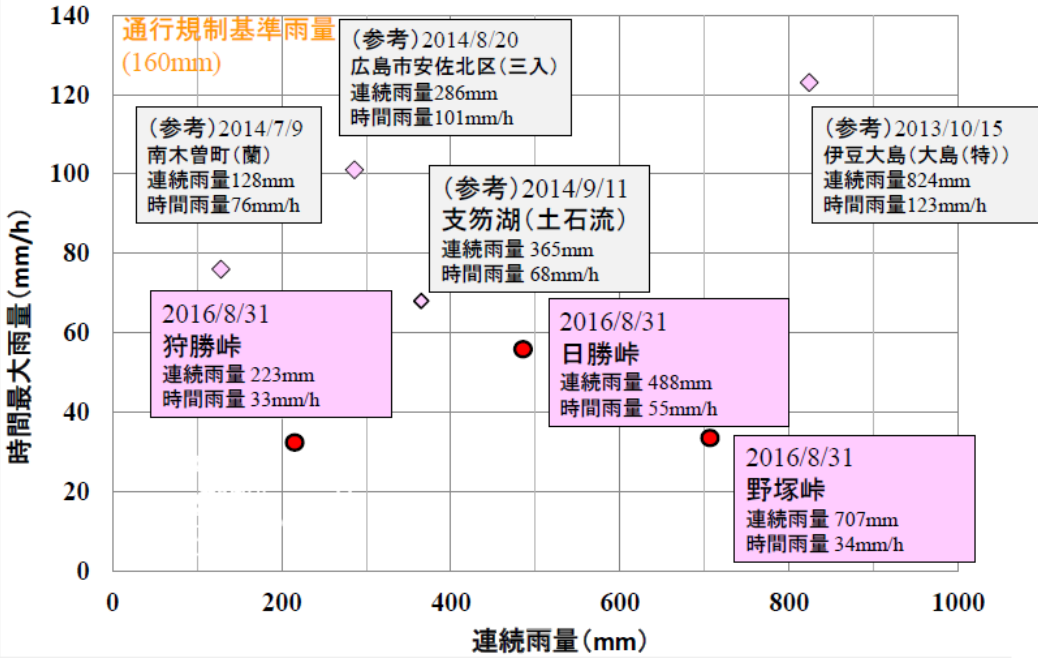 通行規制基準雨量
(160mm)
(参考)2014/8/20
広島市安佐北区(三入)
連続雨量286mm
時間雨量101mm/h
(参考)2014/7/9
南木曽町(蘭)
連続雨量128mm
時間雨量76mm/h
(参考)2013/10/15
伊豆大島(大島(特))
連続雨量824mm
時間雨量123mm/h
(参考)2014/9/11
支笏湖(土石流)
連続雨量 365mm
時間雨量 68mm/h
2016/8/31
狩勝峠
連続雨量 223mm
時間雨量 33mm/h
2016/8/31
日勝峠
連続雨量 488mm
時間雨量 55mm/h
2016/8/31
野塚峠
連続雨量 707mm
時間雨量 34mm/h
時間最大雨量(mm/h)
140
120
100
80
60
40
20
0
0 200 400 600 800 1000
連続雨量(mm)